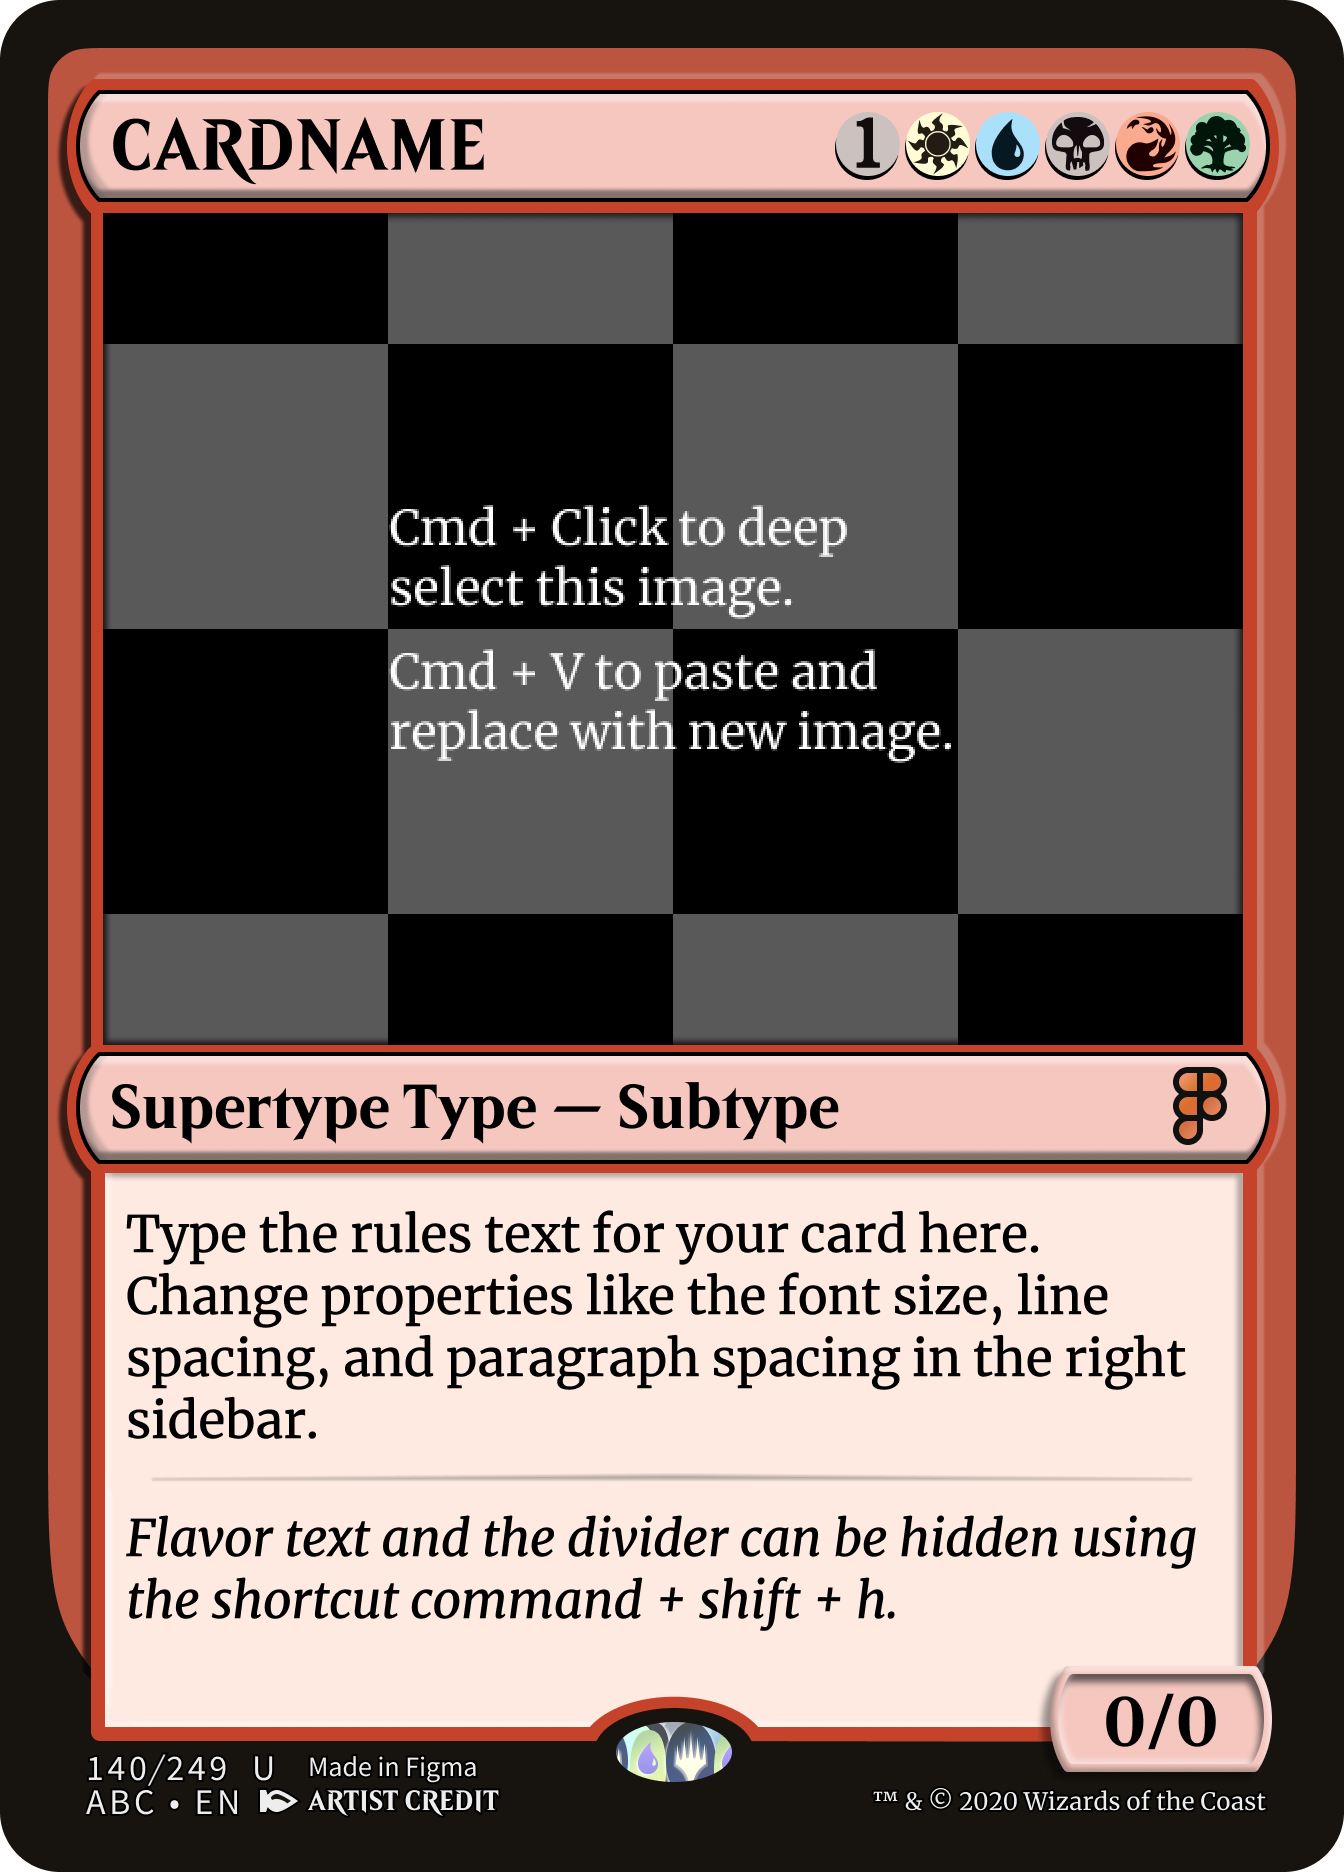 CARDNAME 1
Cmd + Click to deep
select this image.
Cmd + V to paste and
replace with new image.
Supertype Type — Subtype
Type the rules text for your card here.
Change properties like the font size, line
spacing, and paragraph spacing in the right
sidebar.
Flavor text and the divider can be hidden using
the shortcut command + shift + h.
0/0
140/249 U Made in Figma
ABC • EN ARTIST CREDIT
™ & © 2020 Wizards of the Coast